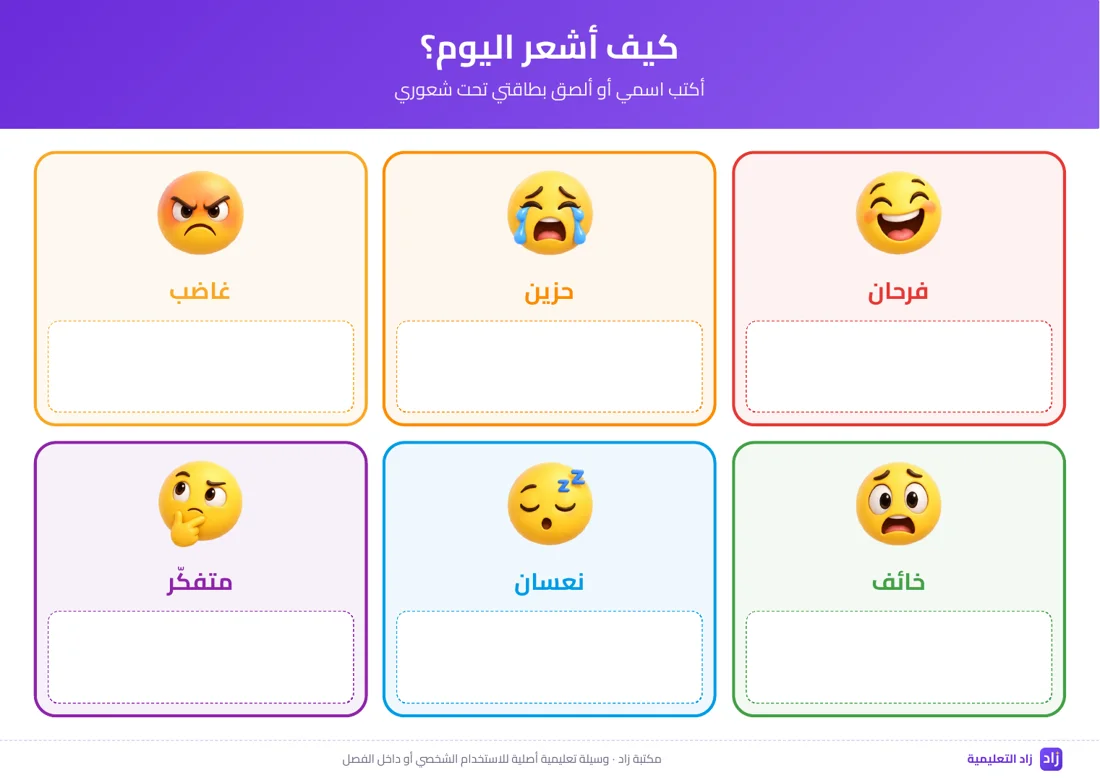 كيف أشعر اليوم؟
أكتب اسمي أو ألصق بطاقتي تحت شعوري
فرحان
حزين
غاضب
خائف
نعسان
متفكّر
زاد زاد التعليمية
مكتبة زاد · وسيلة تعليمية أصلية للاستخدام الشخصي أو داخل الفصل